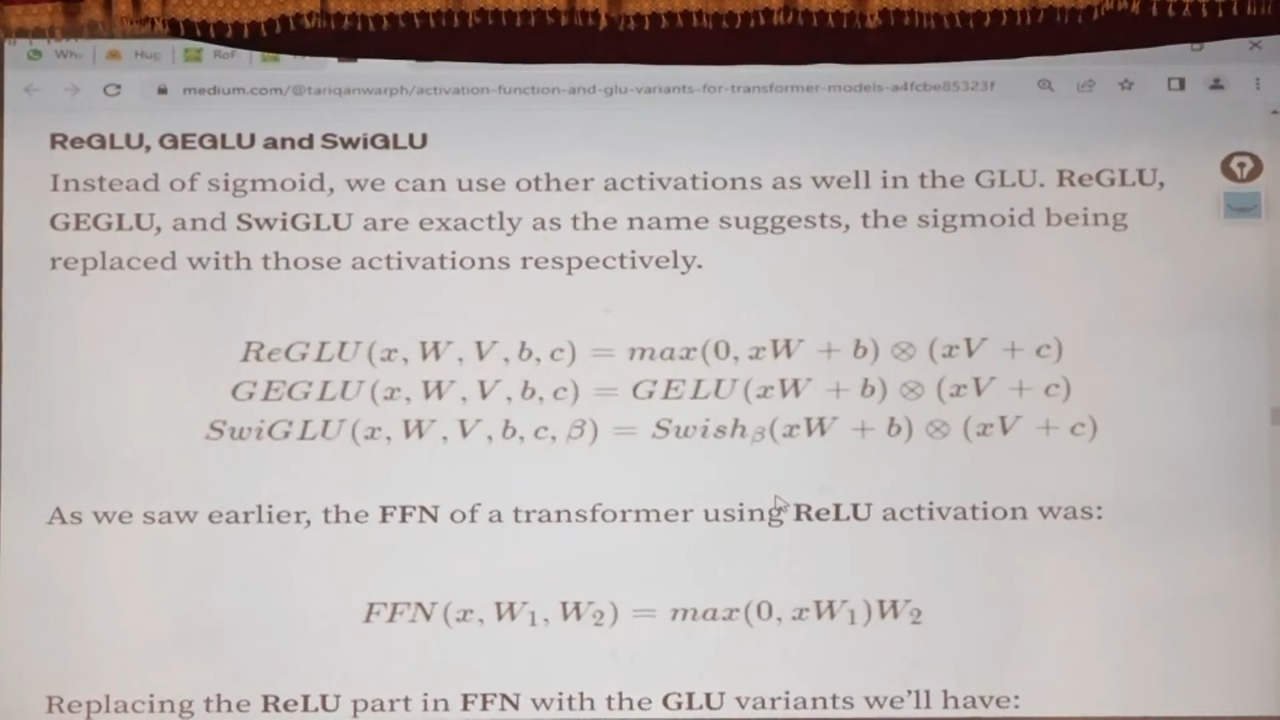 Wh
Hug
Rof
medium.com/@tariqanwarph/activation-function-and-glu-variants-for-transformer-models-a4fcbe85323f
ReGLU, GEGLU and SwiGLU
Instead of sigmoid, we can use other activations as well in the GLU. ReGLU,
GEGLU, and SwiGLU are exactly as the name suggests, the sigmoid being
replaced with those activations respectively.
ReGLU(x, W, V, b, c) = max(0, xW + b) ⊗ (xV + c)
GEGLU(x, W, V, b, c) = GELU(xW + b) ⊗ (xV + c)
SwiGLU(x, W, V, b, c, β) = Swish_β(xW + b) ⊗ (xV + c)
As we saw earlier, the FFN of a transformer using ReLU activation was:
FFN(x, W₁, W₂) = max(0, xW₁)W₂
Replacing the ReLU part in FFN with the GLU variants we'll have: